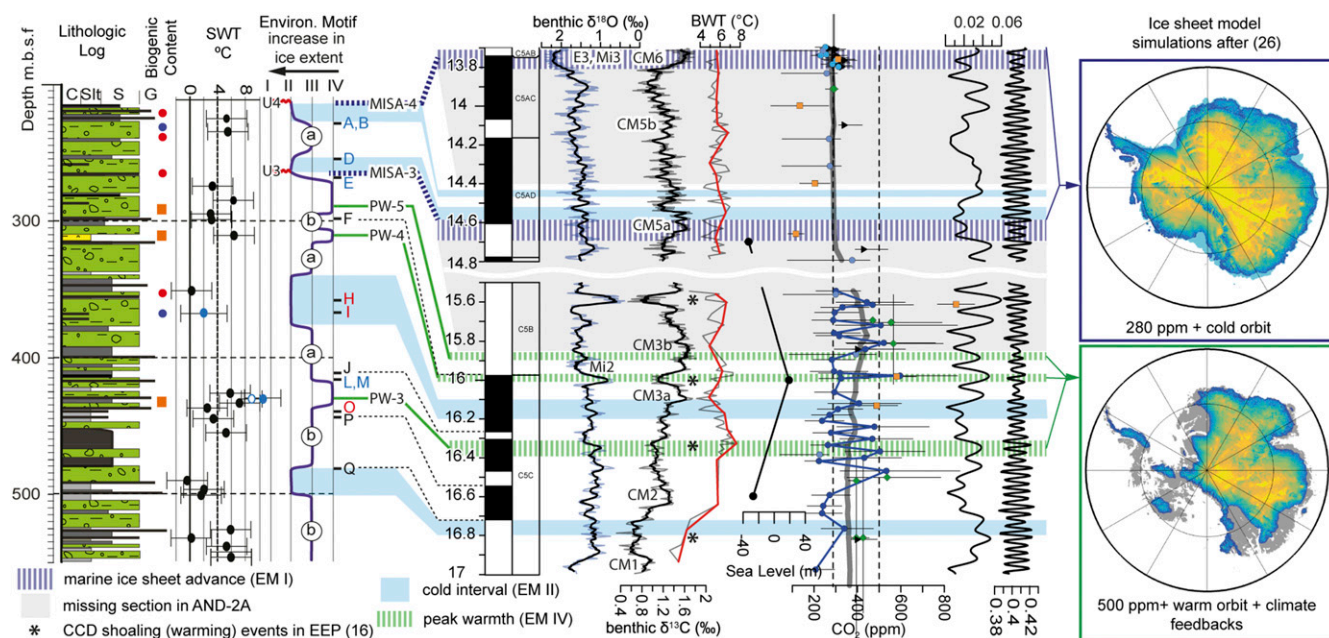 Lithologic
Log
Biogenic
Content
SWT
ºC
Environ. Motif
increase in
ice extent
benthic δ18O (‰)
BWT (°C)
0.02 0.06
Ice sheet model
simulations after (26)
Depth m.b.s.f
C Slt S G
0 4 8
I II III IV
2 1 0
4 6 8
U4
MISA-4
A,B
a
D
U3
MISA-3
E
b
PW-5
F
PW-4
a
H
I
a
J
L,M
PW-3
O
P
b
Q
b
300
400
500
E3, Mi3
CM6
C5AB
13.8
C5AC
14
CM5b
14.2
14.4
C5AD
14.6
CM5a
14.8
15.6
*
C5B
15.8
CM3b
Mi2
16
*
CM3a
16.2
16.4
*
C5C
16.6
CM2
16.8
*
CM1
17
280 ppm + cold orbit
500 ppm+ warm orbit + climate
feedbacks
-40 0 40
Sea Level (m)
0.4 0.8 1.2 1.6 2
benthic δ13C (‰)
200 400 600 800
CO2 (ppm)
0.38 0.4 0.42
marine ice sheet advance (EM I)
missing section in AND-2A
* CCD shoaling (warming) events in EEP (16)
cold interval (EM II)
peak warmth (EM IV)